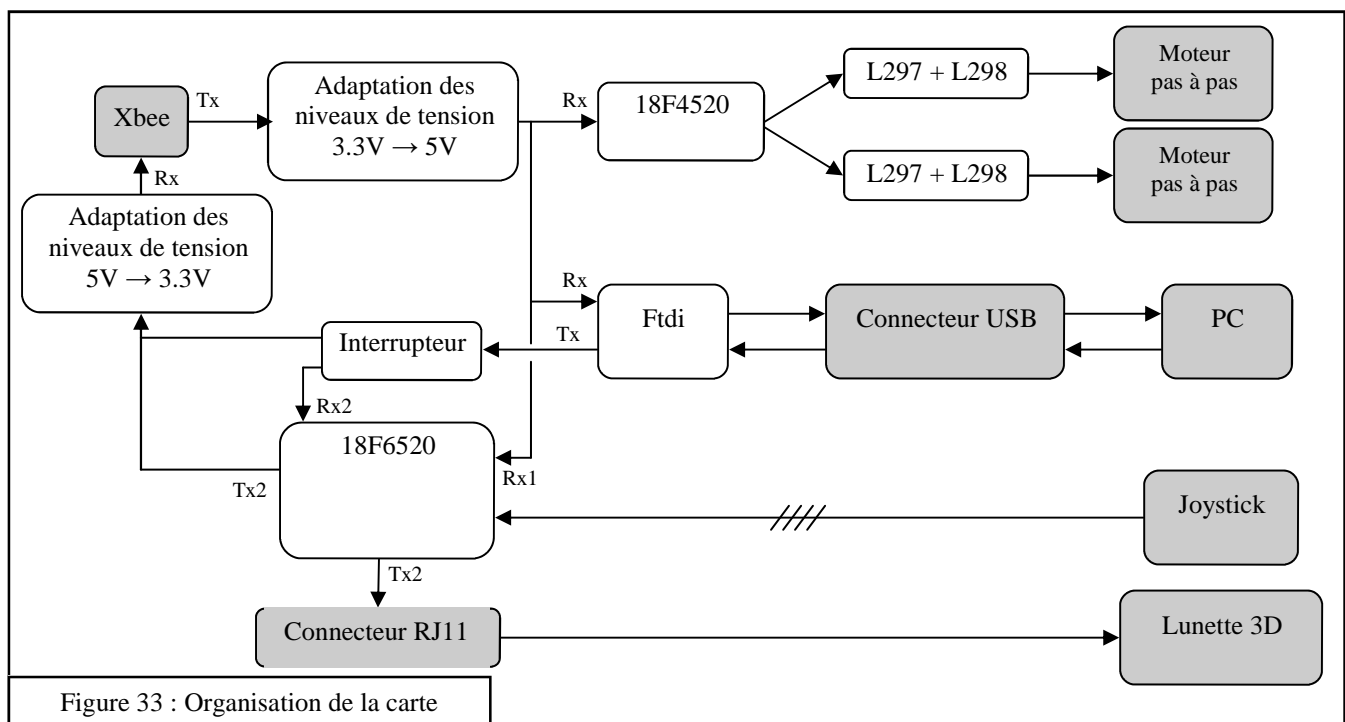 Xbee
Tx
Adaptation des
niveaux de tension
3.3V → 5V
Rx
18F4520
L297 + L298
Moteur
pas à pas
L297 + L298
Moteur
pas à pas
Rx
Adaptation des
niveaux de tension
5V → 3.3V
Rx
Ftdi
Connecteur USB
PC
Tx
Interrupteur
Rx2
18F6520
Rx1
Tx2
Joystick
Tx2
Connecteur RJ11
Lunette 3D
Figure 33 : Organisation de la carte